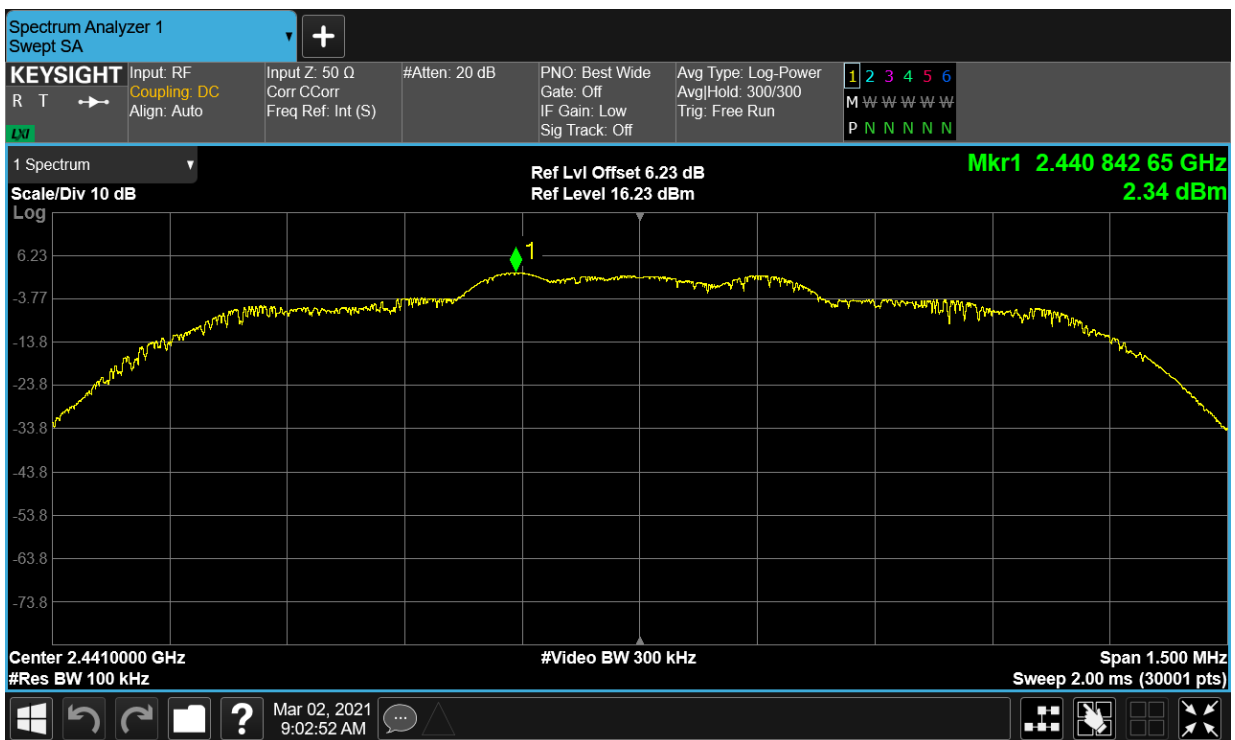 Spectrum Analyzer 1
Swept SA
+
KEYSIGHT
R T
LXI
Input: RF
Coupling: DC
Align: Auto
Input Z: 50 Ω
Corr CCorr
Freq Ref: Int (S)
#Atten: 20 dB
PNO: Best Wide
Gate: Off
IF Gain: Low
Sig Track: Off
Avg Type: Log-Power
Avg|Hold: 300/300
Trig: Free Run
1 2 3 4 5 6
M W W W W W
P N N N N N
1 Spectrum
Scale/Div 10 dB
Log
Ref Lvl Offset 6.23 dB
Ref Level 16.23 dBm
Mkr1 2.440 842 65 GHz
2.34 dBm
1
6.23
-3.77
-13.8
-23.8
-33.8
-43.8
-53.8
-63.8
-73.8
Center 2.4410000 GHz
#Res BW 100 kHz
#Video BW 300 kHz
Span 1.500 MHz
Sweep 2.00 ms (30001 pts)
?
Mar 02, 2021
9:02:52 AM